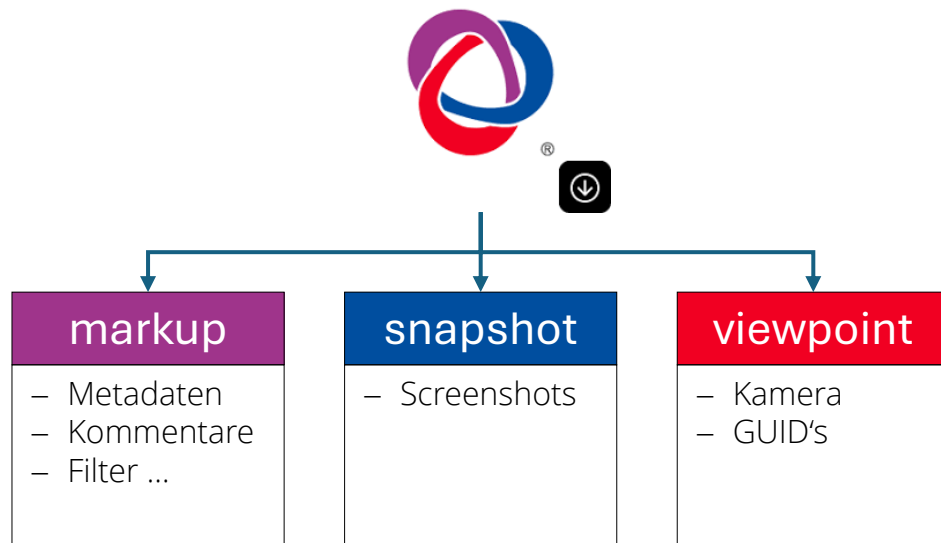 ®
markup
– Metadaten
– Kommentare
– Filter ...
snapshot
– Screenshots
viewpoint
– Kamera
– GUID‘s